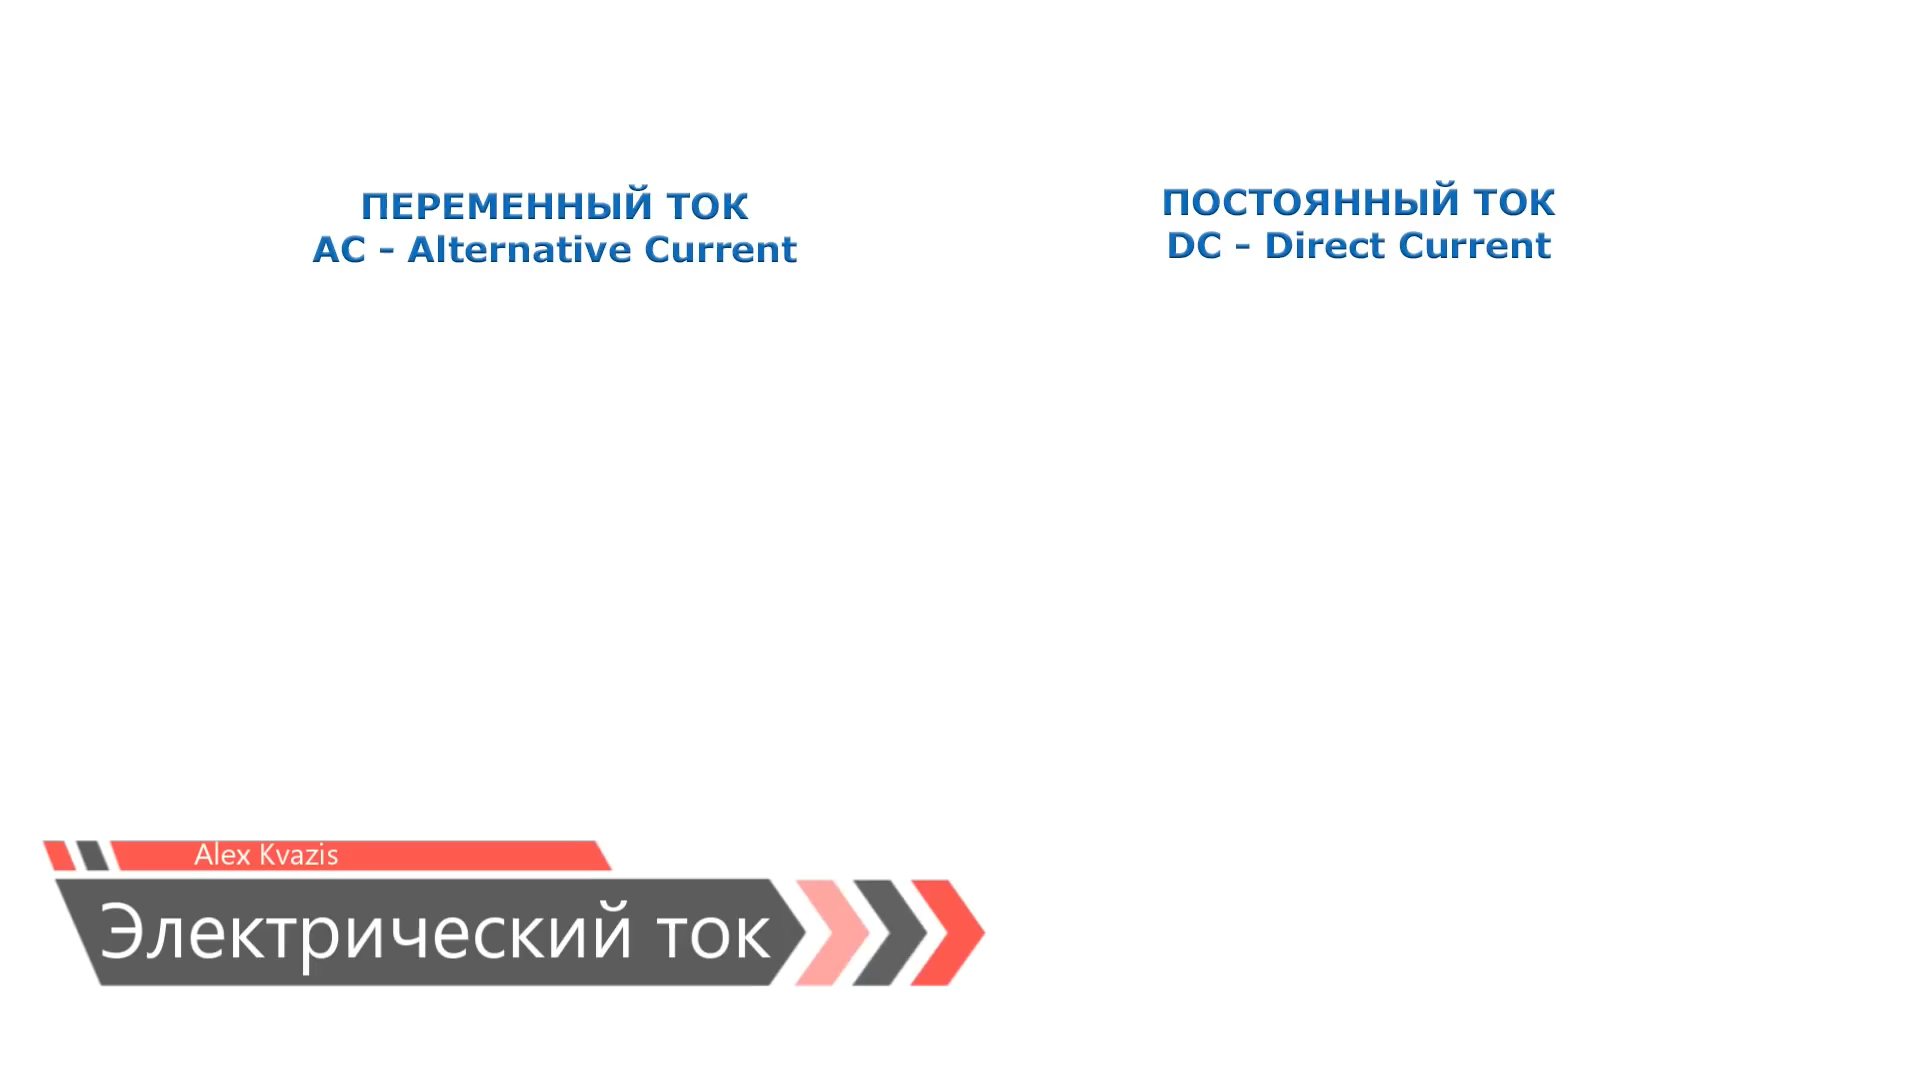 ПЕРЕМЕННЫЙ ТОК
AC – Alternative Current
ПОСТОЯННЫЙ ТОК
DC – Direct Current
Alex Kvazis
Электрический ток